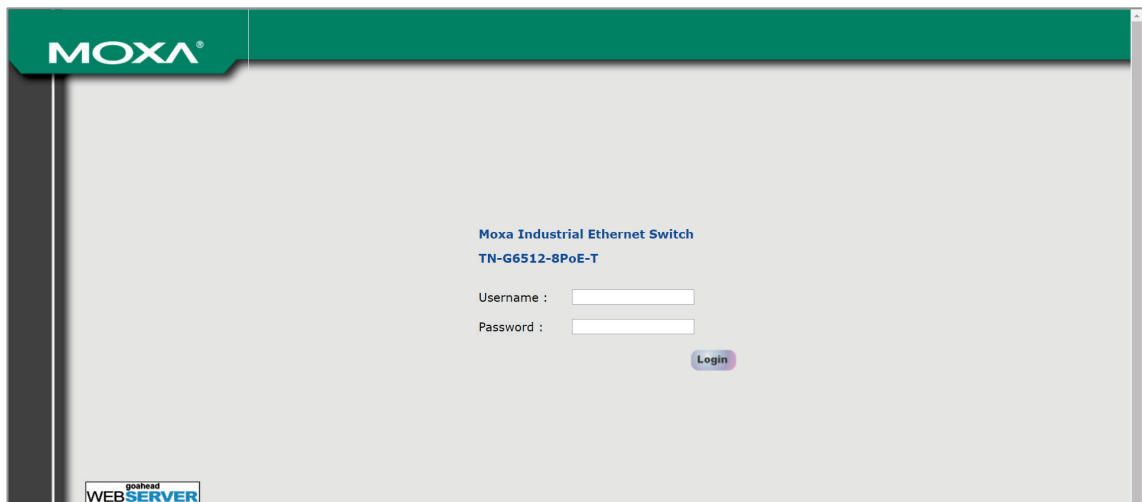 MOXA®
Moxa Industrial Ethernet Switch
TN-G6512-8PoE-T
Username :
Password :
Login
goahead
WEBSERVER